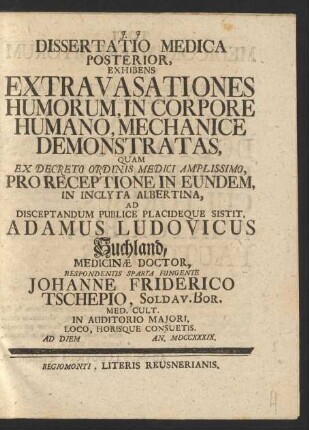 J. J.
DISSERTATIO MEDICA
POSTERIOR,
EXHIBENS
EXTRAVASATIONES
HUMORUM, IN CORPORE
HUMANO, MECHANICE
DEMONSTRATAS,
QUAM
EX DECRETO ORDINIS MEDICI AMPLISSIMO,
PRO RECEPTIONE IN EUNDEM,
IN INCLYTA ALBERTINA,
AD
DISCEPTANDUM PUBLICE PLACIDEQUE SISTIT,
ADAMUS LUDOVICUS
Suchland,
MEDICINÆ DOCTOR,
RESPONDENTIS SPARTA FUNGENTE
JOHANNE FRIDERICO
TSCHEPIO, SOLDAV. BOR.
MED. CULT.
IN AUDITORIO MAJORI,
LOCO, HORISQUE CONSUETIS.
AD DIEM AN. MDCCXXXIX.
REGIOMONTI, LITERIS REUSNERIANIS.